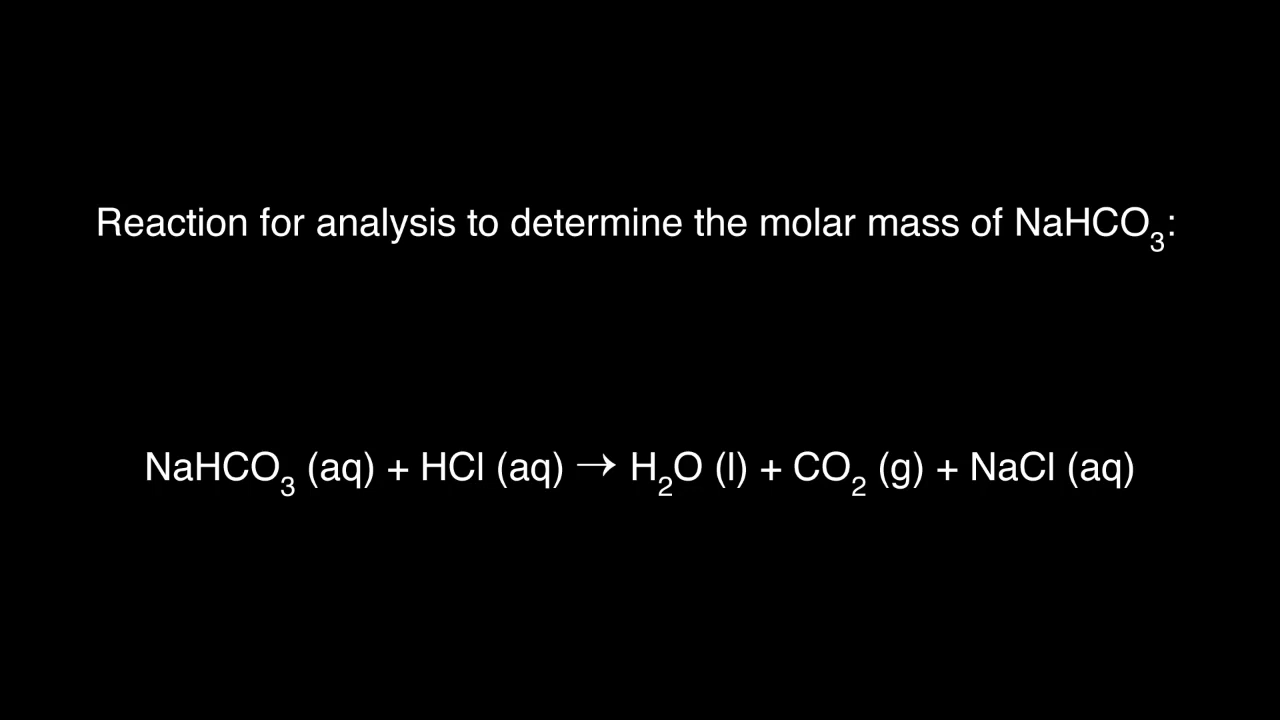 Reaction for analysis to determine the molar mass of NaHCO₃:
NaHCO₃ (aq) + HCl (aq) → H₂O (l) + CO₂ (g) + NaCl (aq)